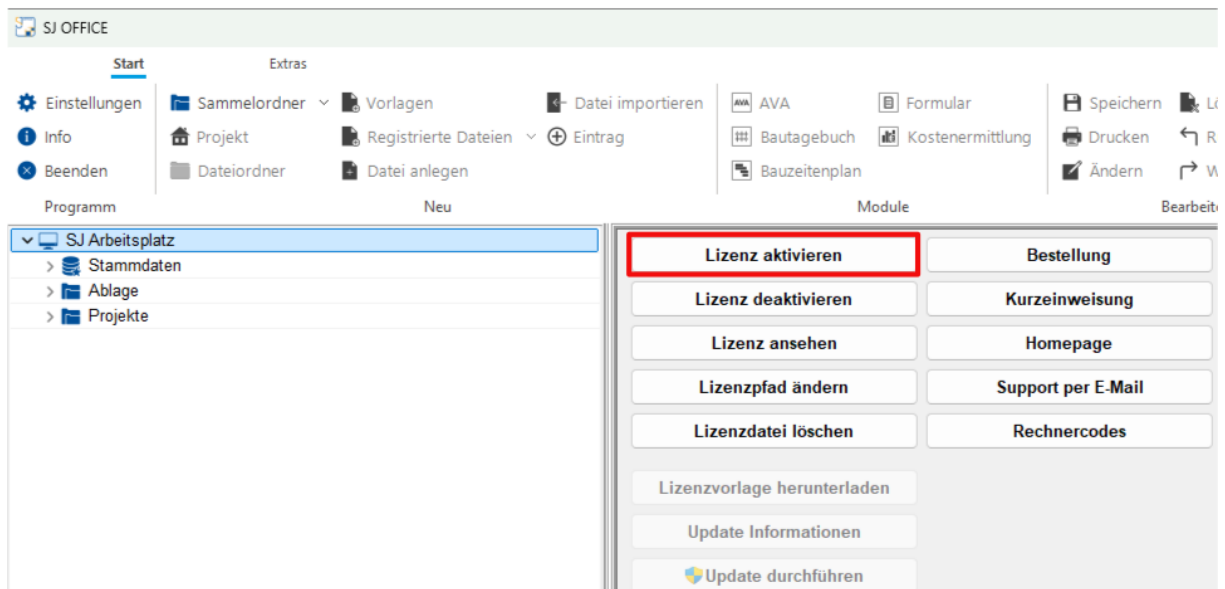 SJ OFFICE
Start Extras
Einstellungen Sammelordner Vorlagen Datei importieren AVA Formular Speichern
Info Projekt Registrierte Dateien Eintrag Bautagebuch Kostenermittlung Drucken
Beenden Dateiordner Datei anlegen Bauzeitenplan Ändern
Programm Neu Module
SJ Arbeitsplatz
Stammdaten
Ablage
Projekte
Lizenz aktivieren Bestellung
Lizenz deaktivieren Kurzeinweisung
Lizenz ansehen Homepage
Lizenzpfad ändern Support per E-Mail
Lizenzdatei löschen Rechnercodes
Lizenzvorlage herunterladen
Update Informationen
Update durchführen